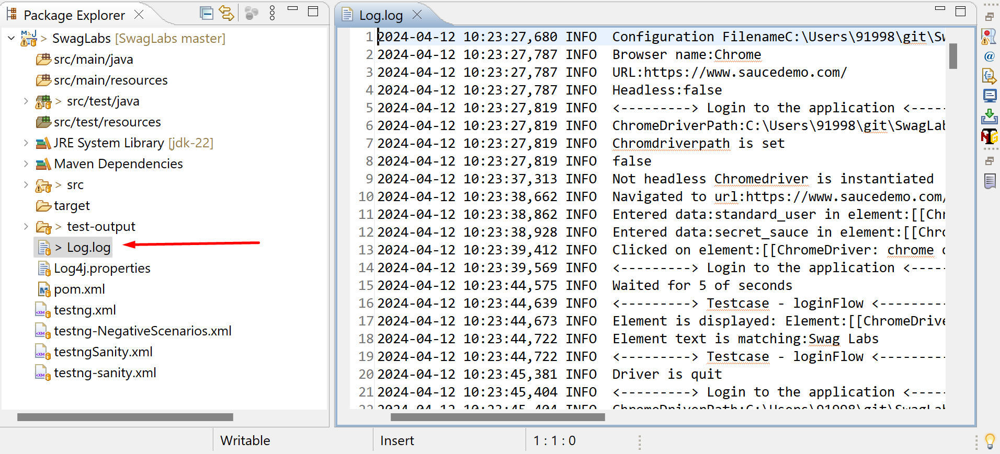 Package Explorer
> SwagLabs [SwagLabs master]
src/main/java
src/main/resources
> src/test/java
src/test/resources
JRE System Library [jdk-22]
Maven Dependencies
> src
target
> test-output
> Log.log
Log4j.properties
pom.xml
testng.xml
testng-NegativeScenarios.xml
testngSanity.xml
testng-sanity.xml
Log.log
1 2024-04-12 10:23:27,680 INFO  Configuration FilenameC:\Users\91998\git\Sw
2 2024-04-12 10:23:27,787 INFO  Browser name:Chrome
3 2024-04-12 10:23:27,787 INFO  URL:https://www.saucedemo.com/
4 2024-04-12 10:23:27,787 INFO  Headless:false
5 2024-04-12 10:23:27,819 INFO  <---------> Login to the application <-----
6 2024-04-12 10:23:27,819 INFO  ChromeDriverPath:C:\Users\91998\git\SwagLab
7 2024-04-12 10:23:27,819 INFO  Chromdriverpath is set
8 2024-04-12 10:23:27,819 INFO  false
9 2024-04-12 10:23:37,313 INFO  Not headless Chromedriver is instantiated
10 2024-04-12 10:23:38,662 INFO  Navigated to url:https://www.saucedemo.com/
11 2024-04-12 10:23:38,862 INFO  Entered data:standard_user in element:[[Chr
12 2024-04-12 10:23:38,928 INFO  Entered data:secret_sauce in element:[[Chro
13 2024-04-12 10:23:39,412 INFO  Clicked on element:[[ChromeDriver: chrome o
14 2024-04-12 10:23:39,569 INFO  <---------> Login to the application <-----
15 2024-04-12 10:23:44,575 INFO  Waited for 5 of seconds
16 2024-04-12 10:23:44,639 INFO  <---------> Testcase - loginFlow <---------
17 2024-04-12 10:23:44,673 INFO  Element is displayed: Element:[[ChromeDrive
18 2024-04-12 10:23:44,722 INFO  Element text is matching:Swag Labs
19 2024-04-12 10:23:44,722 INFO  <---------> Testcase - loginFlow <---------
20 2024-04-12 10:23:45,381 INFO  Driver is quit
21 2024-04-12 10:23:45,404 INFO  <---------> Login to the application <-----
22 2024-04-12 10:23:45,404 INFO  ChromeDriverPath:C:\Users\91998\git\SwagLab
Writable
Insert
1 : 1 : 0